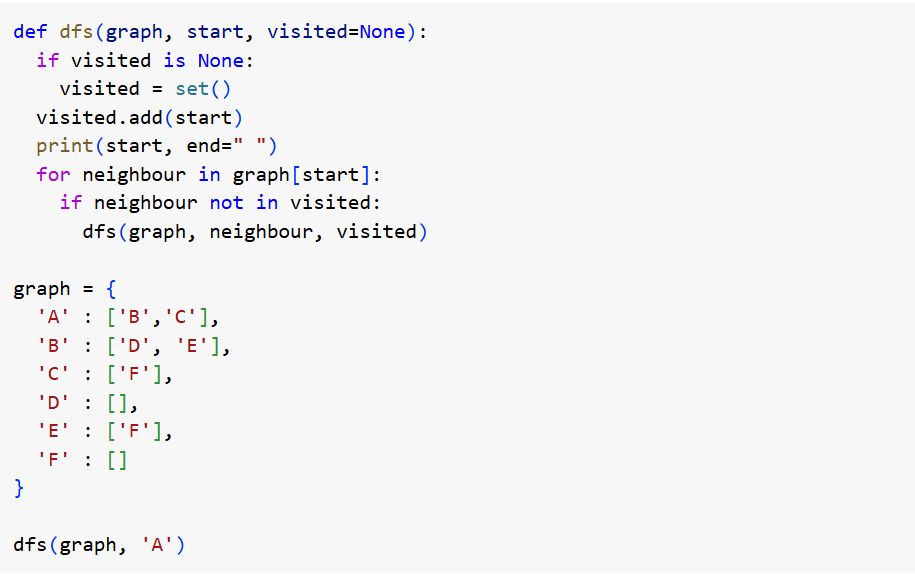 def dfs(graph, start, visited=None):
  if visited is None:
    visited = set()
  visited.add(start)
  print(start, end=" ")
  for neighbour in graph[start]:
    if neighbour not in visited:
      dfs(graph, neighbour, visited)

graph = {
  'A' : ['B','C'],
  'B' : ['D', 'E'],
  'C' : ['F'],
  'D' : [],
  'E' : ['F'],
  'F' : []
}

dfs(graph, 'A')